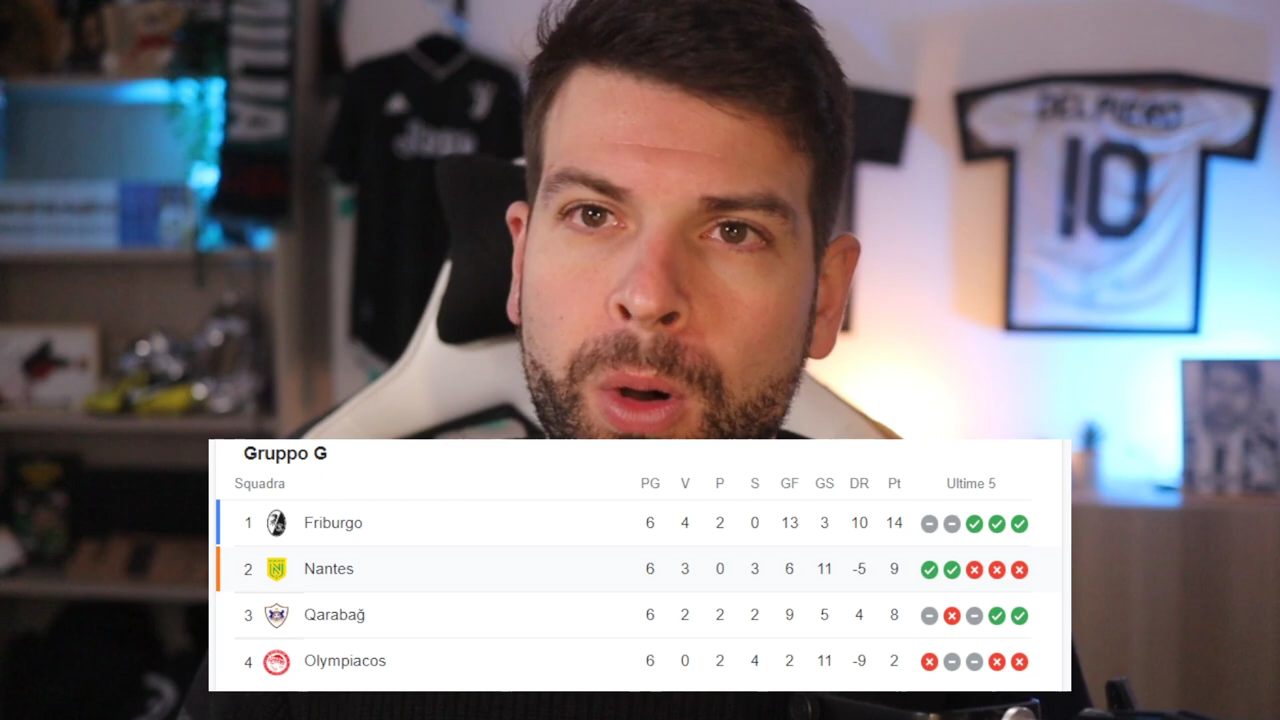 DEL PIERO
10
Jeep
Gruppo G
Squadra PG V P S GF GS DR Pt Ultime 5
1 Friburgo 6 4 2 0 13 3 10 14
2 Nantes 6 3 0 3 6 11 -5 9
3 Qarabağ 6 2 2 2 9 5 4 8
4 Olympiacos 6 0 2 4 2 11 -9 2